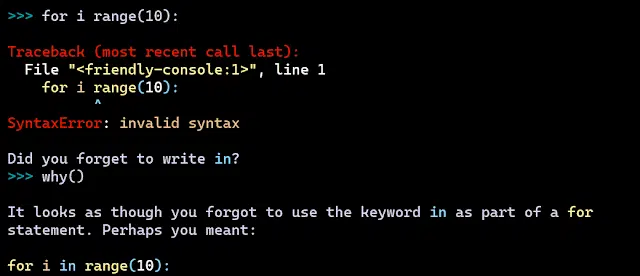 >>> for i range(10):
Traceback (most recent call last):
  File "<friendly-console:1>", line 1
    for i range(10):
          ^
SyntaxError: invalid syntax
Did you forget to write in?
>>> why()
It looks as though you forgot to use the keyword in as part of a for
statement. Perhaps you meant:
for i in range(10):